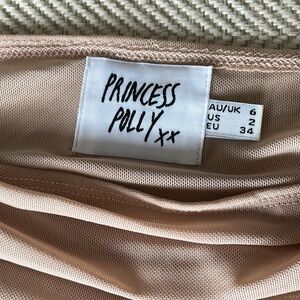 PRINCESS
POLLY xx
AU/UK 6
US 2
EU 34